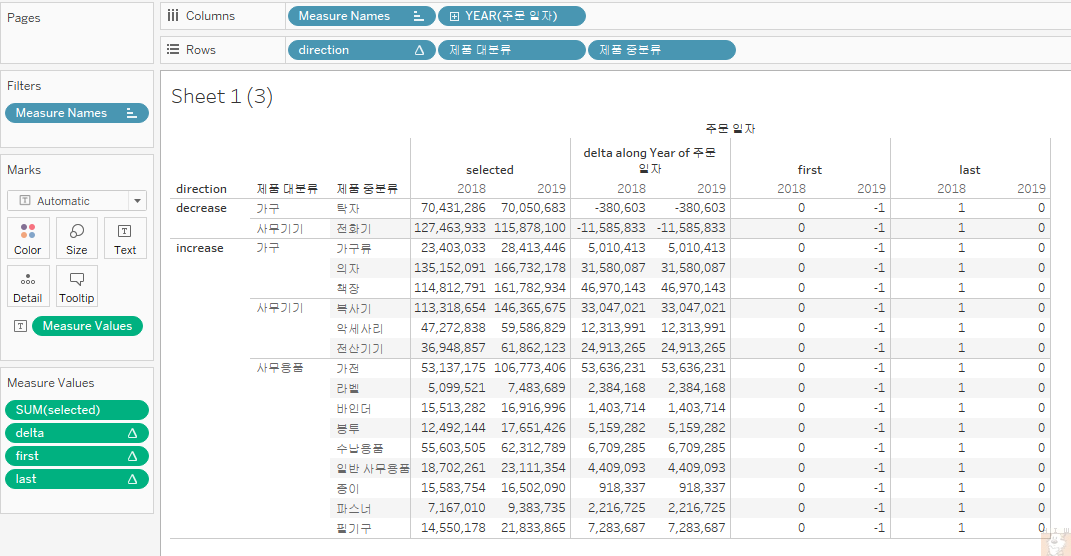 Pages
Columns
Measure Names
YEAR(주문 일자)
Rows
direction
제품 대분류
제품 중분류
Filters
Measure Names
Marks
Automatic
Color
Size
Text
Detail
Tooltip
Measure Values
Measure Values
SUM(selected)
delta
first
last
Sheet 1 (3)
주문 일자
selected
delta along Year of 주문
일자
first
last
direction 제품 대분류 제품 중분류 2018 2019 2018 2019 2018 2019 2018 2019
decrease 가구 탁자 70,431,286 70,050,683 -380,603 -380,603 0 -1 1 0
사무기기 전화기 127,463,933 115,878,100 -11,585,833 -11,585,833 0 -1 1 0
increase 가구 가구류 23,403,033 28,413,446 5,010,413 5,010,413 0 -1 1 0
의자 135,152,091 166,732,178 31,580,087 31,580,087 0 -1 1 0
책장 114,812,791 161,782,934 46,970,143 46,970,143 0 -1 1 0
사무기기 복사기 113,318,654 146,365,675 33,047,021 33,047,021 0 -1 1 0
악세사리 47,272,838 59,586,829 12,313,991 12,313,991 0 -1 1 0
전산기기 36,948,857 61,862,123 24,913,265 24,913,265 0 -1 1 0
사무용품 가전 53,137,175 106,773,406 53,636,231 53,636,231 0 -1 1 0
라벨 5,099,521 7,483,689 2,384,168 2,384,168 0 -1 1 0
바인더 15,513,282 16,916,996 1,403,714 1,403,714 0 -1 1 0
봉투 12,492,144 17,651,426 5,159,282 5,159,282 0 -1 1 0
수납용품 55,603,505 62,312,789 6,709,285 6,709,285 0 -1 1 0
일반 사무용품 18,702,261 23,111,354 4,409,093 4,409,093 0 -1 1 0
종이 15,583,754 16,502,090 918,337 918,337 0 -1 1 0
파스너 7,167,010 9,383,735 2,216,725 2,216,725 0 -1 1 0
필기구 14,550,178 21,833,865 7,283,687 7,283,687 0 -1 1 0